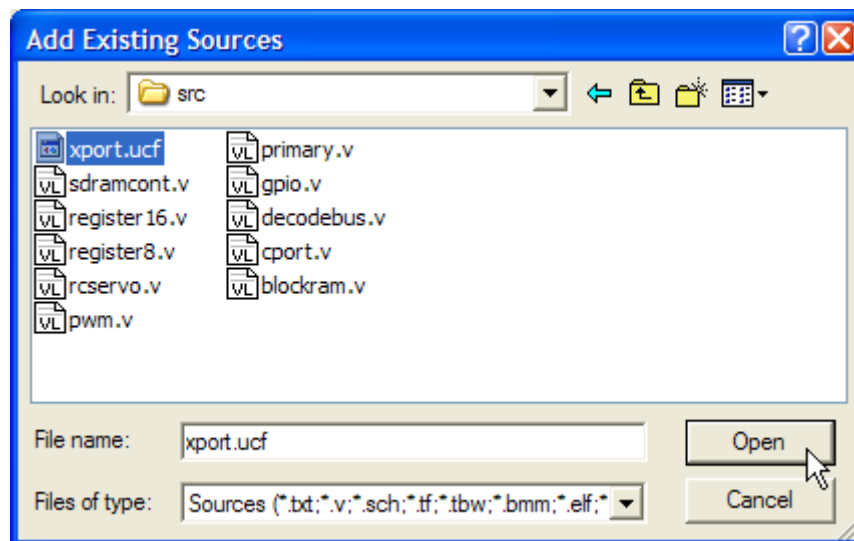 Add Existing Sources
Look in: src
xport.ucf primary.v
sdramcont.v gpio.v
register16.v decodebus.v
register8.v cport.v
rcservo.v blockram.v
pwm.v
File name: xport.ucf Open
Files of type: Sources (*.txt;*.v;*.sch;*.tf;*.tbw;*.bmm;*.elf;* Cancel